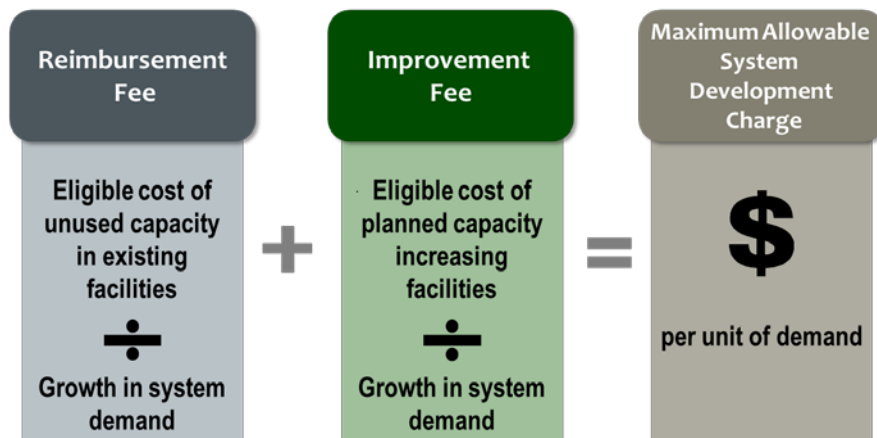 Reimbursement
Fee
Eligible cost of
unused capacity
in existing
facilities
÷
Growth in system
demand
+
Improvement
Fee
Eligible cost of
planned capacity
increasing
facilities
÷
Growth in system
demand
=
Maximum Allowable
System
Development
Charge
$
per unit of demand